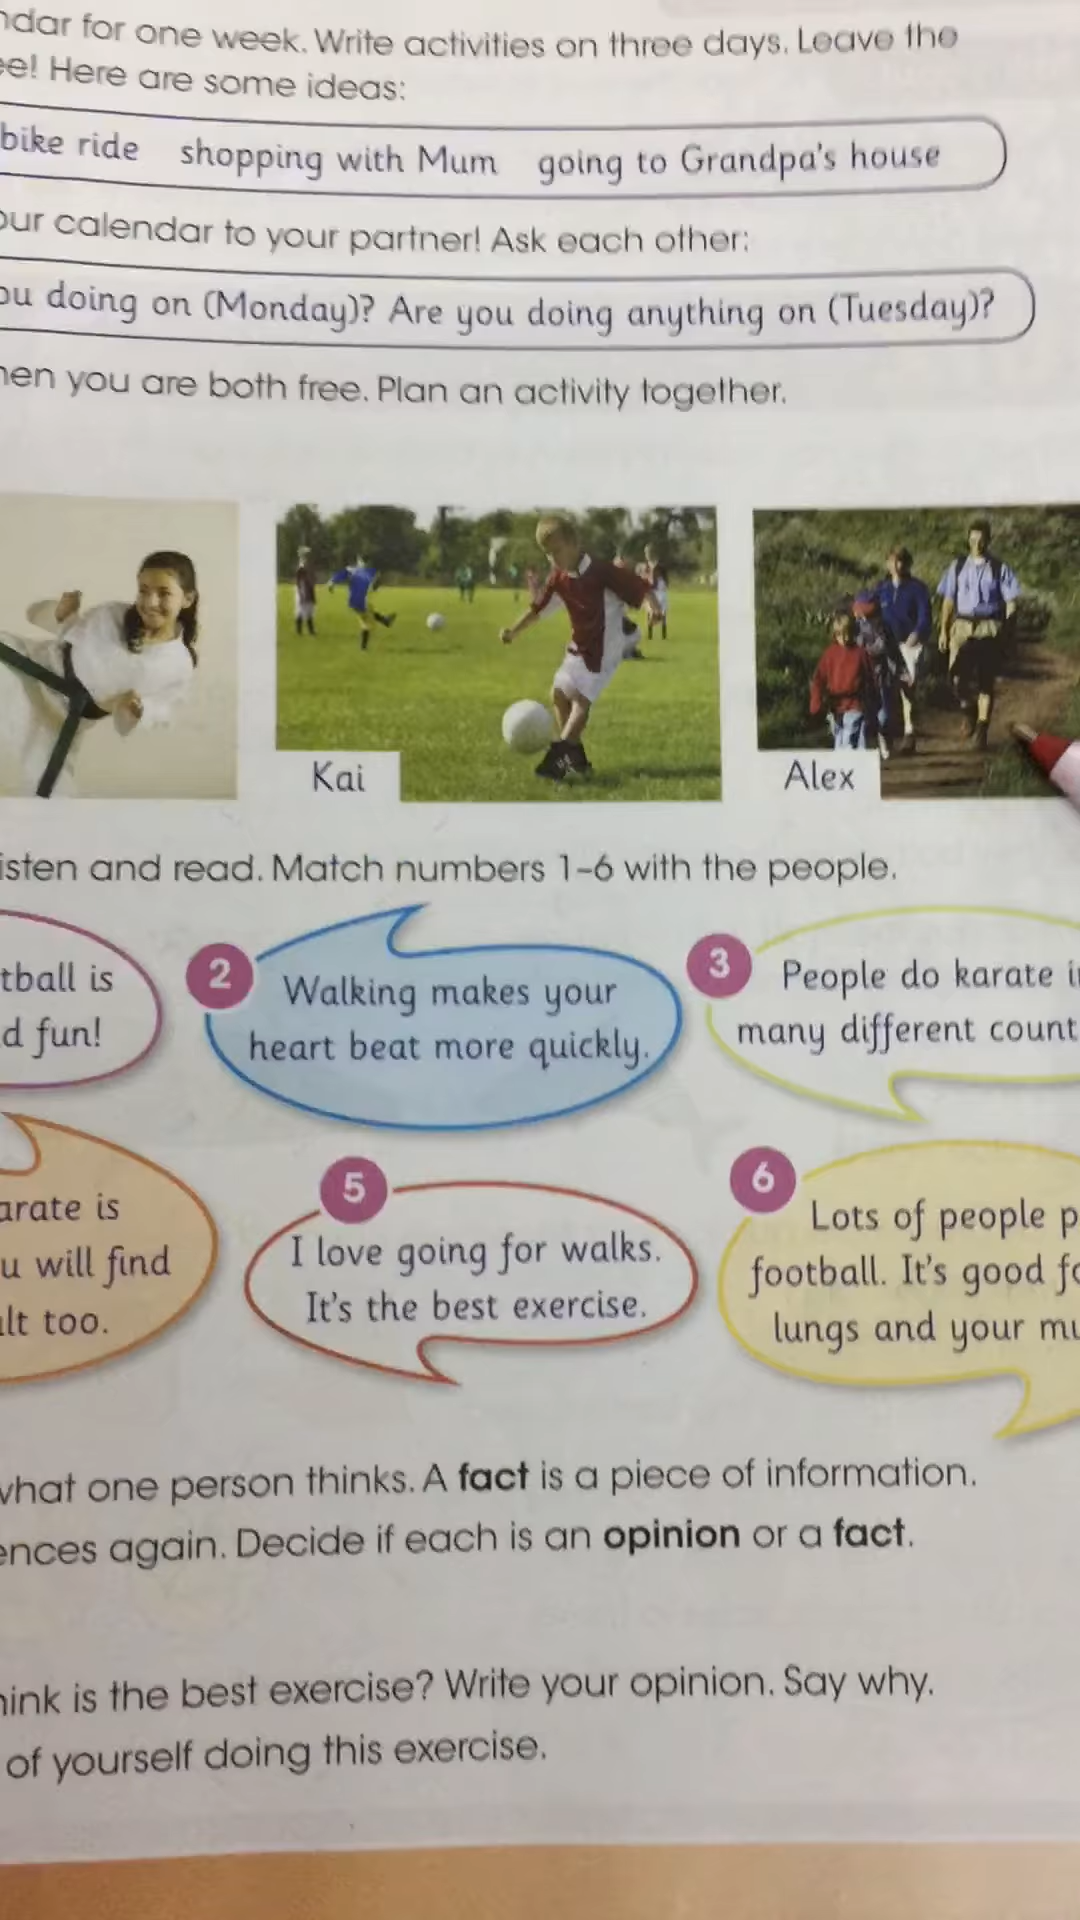 ndar for one week. Write activities on three days. Leave the
ee! Here are some ideas:
bike ride shopping with Mum going to Grandpa's house
our calendar to your partner! Ask each other:
ou doing on (Monday)? Are you doing anything on (Tuesday)?
hen you are both free. Plan an activity together.
Kai
Alex
isten and read. Match numbers 1–6 with the people.
tball is
d fun!
2
Walking makes your
heart beat more quickly.
3
People do karate in
many different count
arate is
u will find
ult too.
5
I love going for walks.
It's the best exercise.
6
Lots of people p
football. It's good fo
lungs and your mu
what one person thinks. A fact is a piece of information.
ences again. Decide if each is an opinion or a fact.
hink is the best exercise? Write your opinion. Say why.
of yourself doing this exercise.